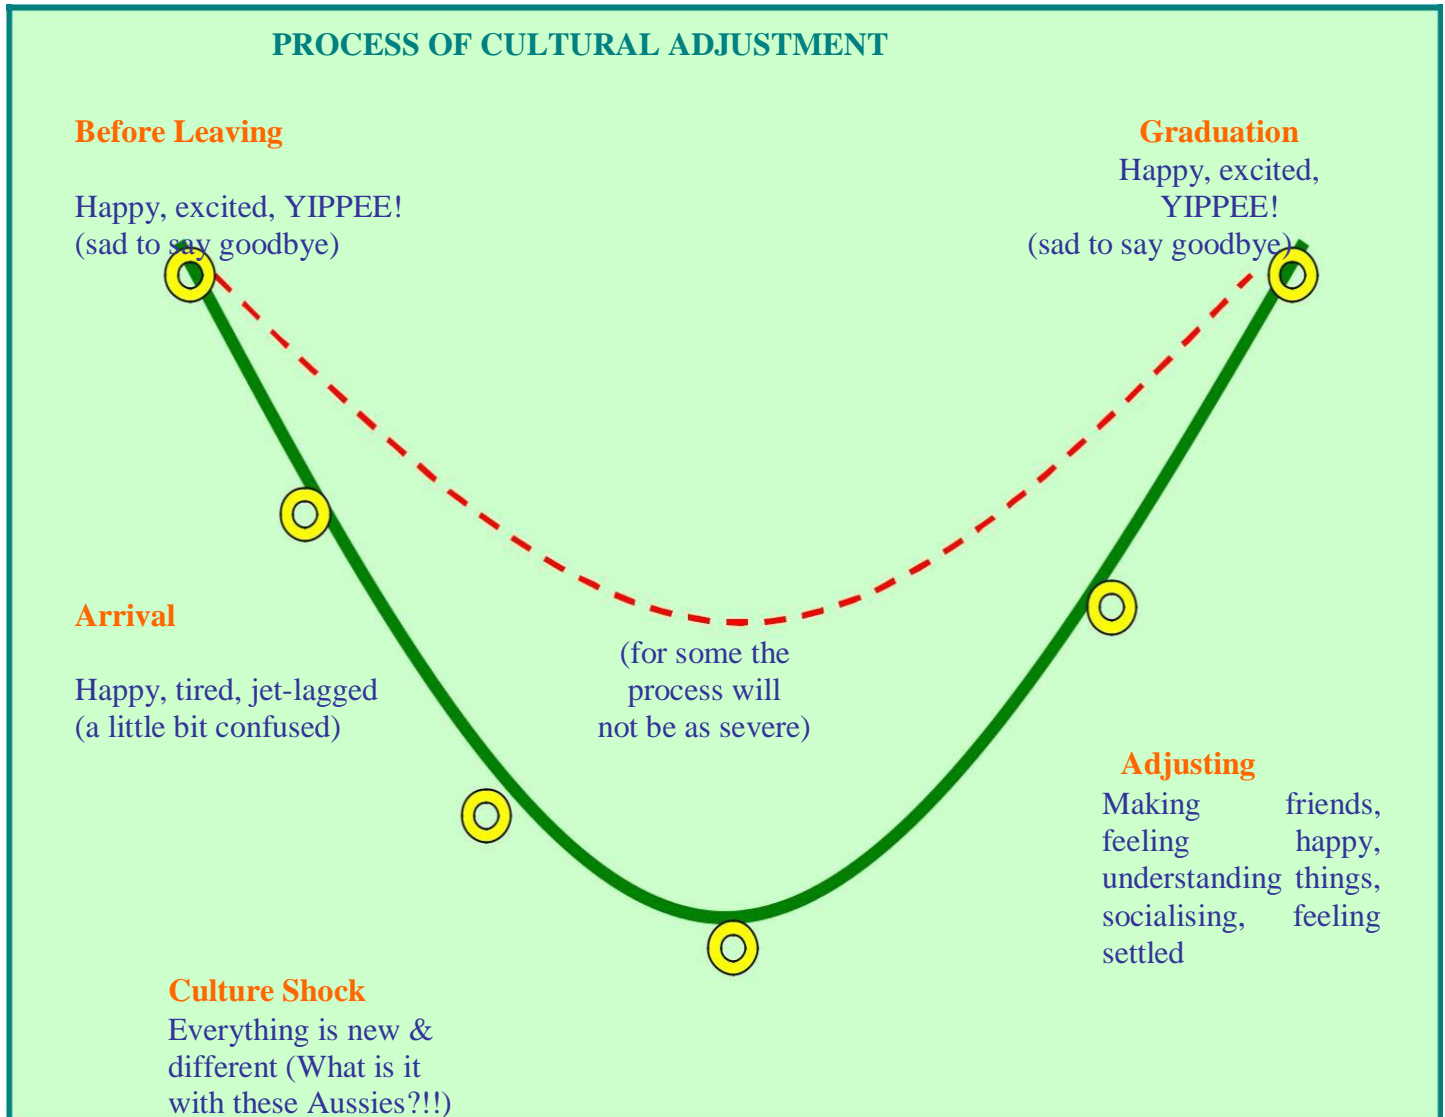 PROCESS OF CULTURAL ADJUSTMENT
Before Leaving
Happy, excited, YIPPEE!
(sad to say goodbye)
Graduation
Happy, excited,
YIPPEE!
(sad to say goodbye)
Arrival
Happy, tired, jet-lagged
(a little bit confused)
(for some the
process will
not be as severe)
Adjusting
Making friends,
feeling happy,
understanding things,
socialising, feeling
settled
Culture Shock
Everything is new &
different (What is it
with these Aussies?!!)